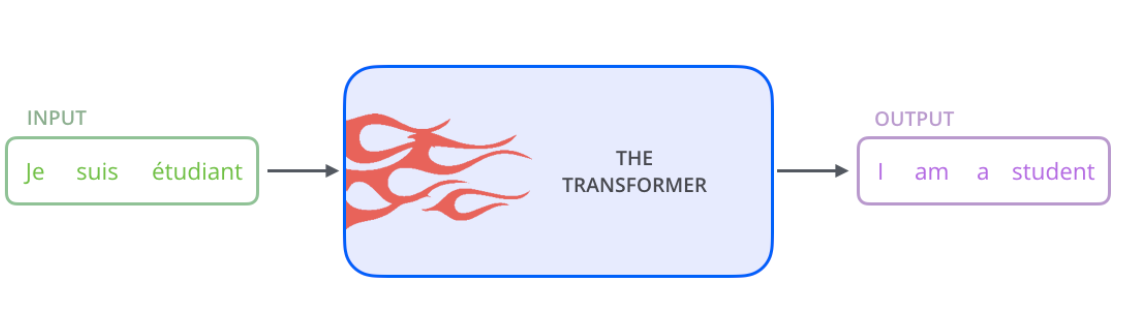 INPUT
Je suis étudiant
THE
TRANSFORMER
OUTPUT
I am a student